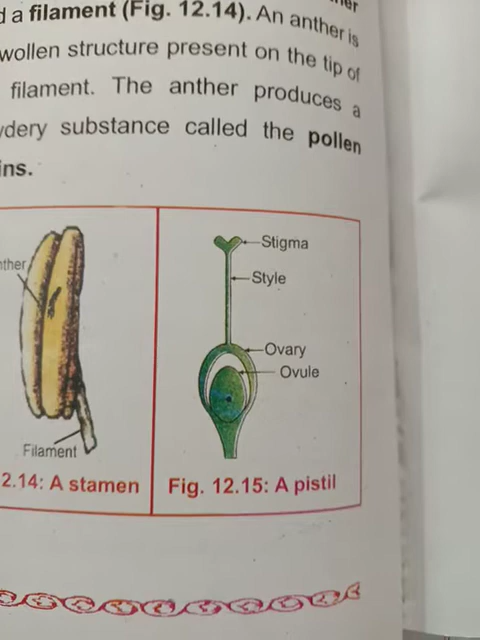 a filament (Fig. 12.14). An anther is
wollen structure present on the tip of
filament. The anther produces a
dery substance called the pollen
ins.
ther
Stigma
Style
Ovary
Ovule
Filament
2.14: A stamen
Fig. 12.15: A pistil